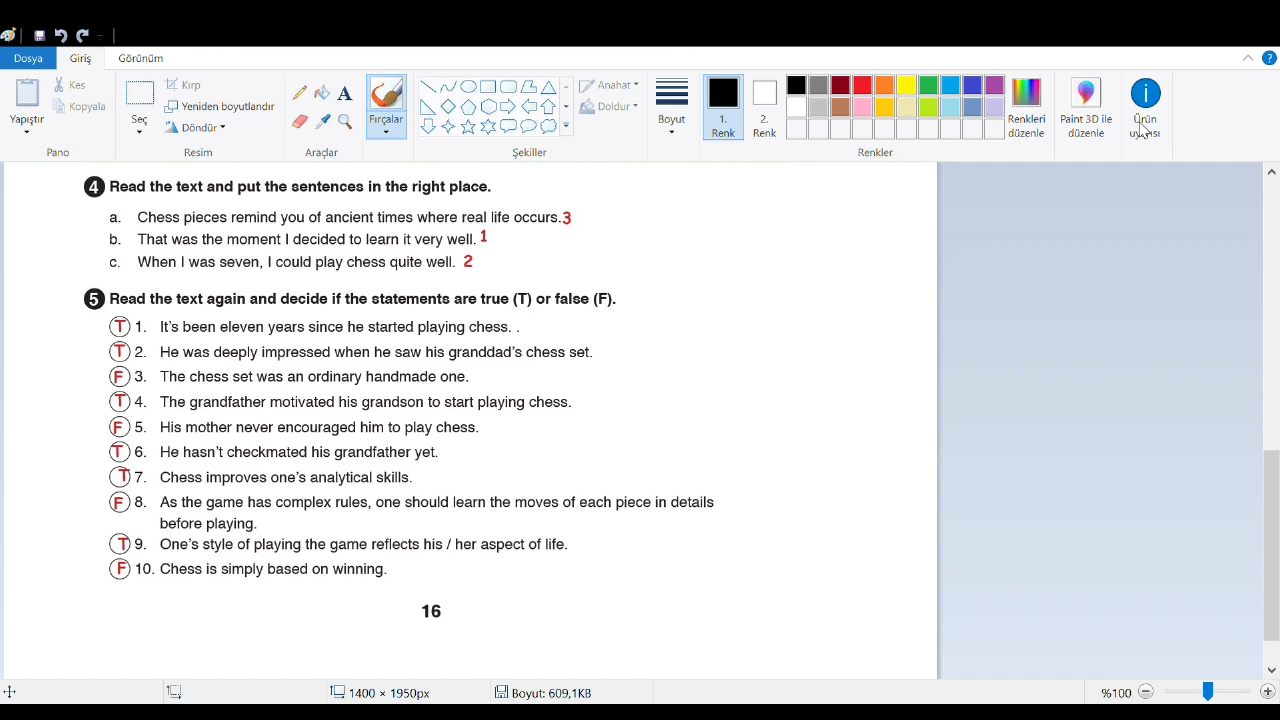 Dosya Giriş Görünüm
Yapıştır
Kes
Kopyala
Pano
Seç
Kırp
Yeniden boyutlandır
Döndür
Resim
A
Araçlar
Fırçalar
Anahat
Doldur
Şekiller
Boyut
1. Renk
2. Renk
Renkleri düzenle
Renkler
Paint 3D ile düzenle
Ürün
4 Read the text and put the sentences in the right place.
a. Chess pieces remind you of ancient times where real life occurs. 3
b. That was the moment I decided to learn it very well. 1
c. When I was seven, I could play chess quite well. 2
5 Read the text again and decide if the statements are true (T) or false (F).
T 1. It's been eleven years since he started playing chess. .
T 2. He was deeply impressed when he saw his granddad's chess set.
F 3. The chess set was an ordinary handmade one.
T 4. The grandfather motivated his grandson to start playing chess.
F 5. His mother never encouraged him to play chess.
T 6. He hasn't checkmated his grandfather yet.
T 7. Chess improves one's analytical skills.
F 8. As the game has complex rules, one should learn the moves of each piece in details
before playing.
T 9. One's style of playing the game reflects his / her aspect of life.
F 10. Chess is simply based on winning.
16
1400 × 1950px
Boyut: 609,1KB
%100